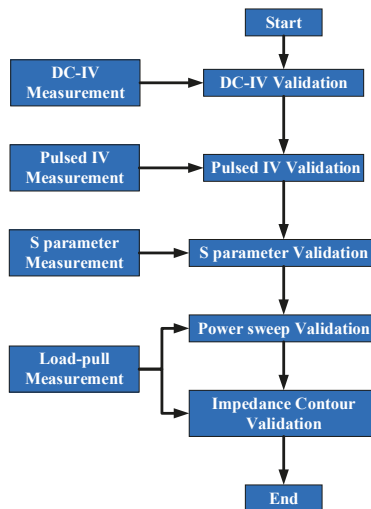 Start
DC-IV
Measurement
DC-IV Validation
Pulsed IV
Measurement
Pulsed IV Validation
S parameter
Measurement
S parameter Validation
Power sweep Validation
Load-pull
Measurement
Impedance Contour
Validation
End